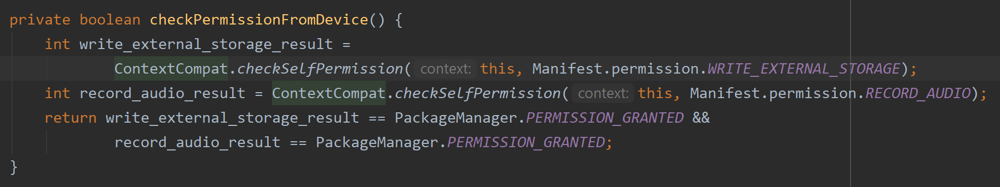 private boolean checkPermissionFromDevice() {
int write_external_storage_result =
ContextCompat.checkSelfPermission( context: this, Manifest.permission.WRITE_EXTERNAL_STORAGE);
int record_audio_result = ContextCompat.checkSelfPermission( context: this, Manifest.permission.RECORD_AUDIO);
return write_external_storage_result == PackageManager.PERMISSION_GRANTED &&
record_audio_result == PackageManager.PERMISSION_GRANTED;
}